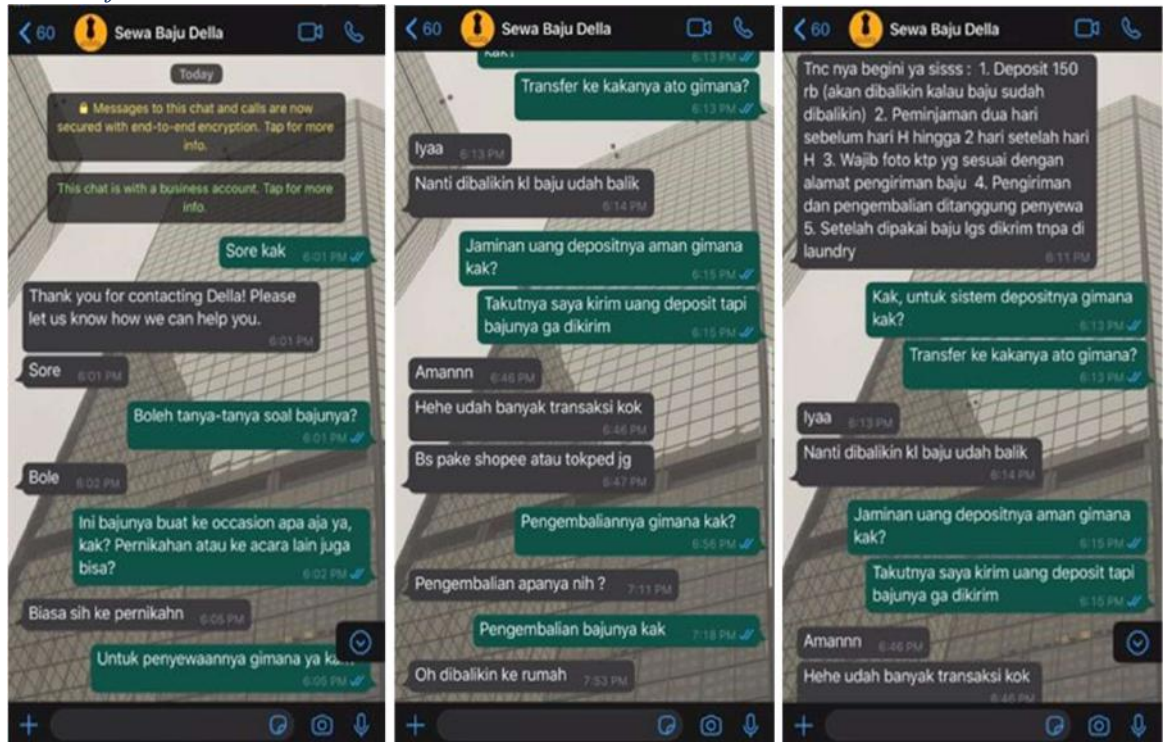 60 Sewa Baju Della
Today
Messages to this chat and calls are now
secured with end-to-end encryption. Tap for more
info.
This chat is with a business account. Tap for more
info.
Sore kak 6:01 PM
Thank you for contacting Della! Please
let us know how we can help you.
6:01 PM
Sore 6:01 PM
Boleh tanya-tanya soal bajunya?
6:01 PM
Bole 6:02 PM
Ini bajunya buat ke occasion apa aja ya,
kak? Pernikahan atau ke acara lain juga
bisa? 6:02 PM
Biasa sih ke pernikahn 6:05 PM
Untuk penyewaannya gimana ya
6:05 PM
60 Sewa Baju Della
6:13 PM
Transfer ke kakanya ato gimana?
6:13 PM
Iyaa 6:13 PM
Nanti dibalikin kl baju udah balik
6:14 PM
Jaminan uang depositnya aman gimana
kak? 6:15 PM
Takutnya saya kirim uang deposit tapi
bajunya ga dikirim 6:15 PM
Amannn 6:46 PM
Hehe udah banyak transaksi kok
6:46 PM
Bs pake shopee atau tokped jg
6:47 PM
Pengembaliannya gimana kak?
6:56 PM
Pengembalian apanya nih ? 7:11 PM
Pengembalian bajunya kak 7:18 PM
Oh dibalikin ke rumah 7:53 PM
60 Sewa Baju Della
Tnc nya begini ya sisss : 1. Deposit 150
rb (akan dibalikin kalau baju sudah
dibalikin) 2. Peminjaman dua hari
sebelum hari H hingga 2 hari setelah hari
H 3. Wajib foto ktp yg sesuai dengan
alamat pengiriman baju 4. Pengiriman
dan pengembalian ditanggung penyewa
5. Setelah dipakai baju lgs dikrim tnpa di
laundry 6:11 PM
Kak, untuk sistem depositnya gimana
kak? 6:13 PM
Transfer ke kakanya ato gimana?
6:13 PM
Iyaa 6:13 PM
Nanti dibalikin kl baju udah balik
6:14 PM
Jaminan uang depositnya aman gimana
kak? 6:15 PM
Takutnya saya kirim uang deposit tapi
bajunya ga dikirim 6:15 PM
Amannn 6:46 PM
Hehe udah banyak transaksi kok
6:46 PM